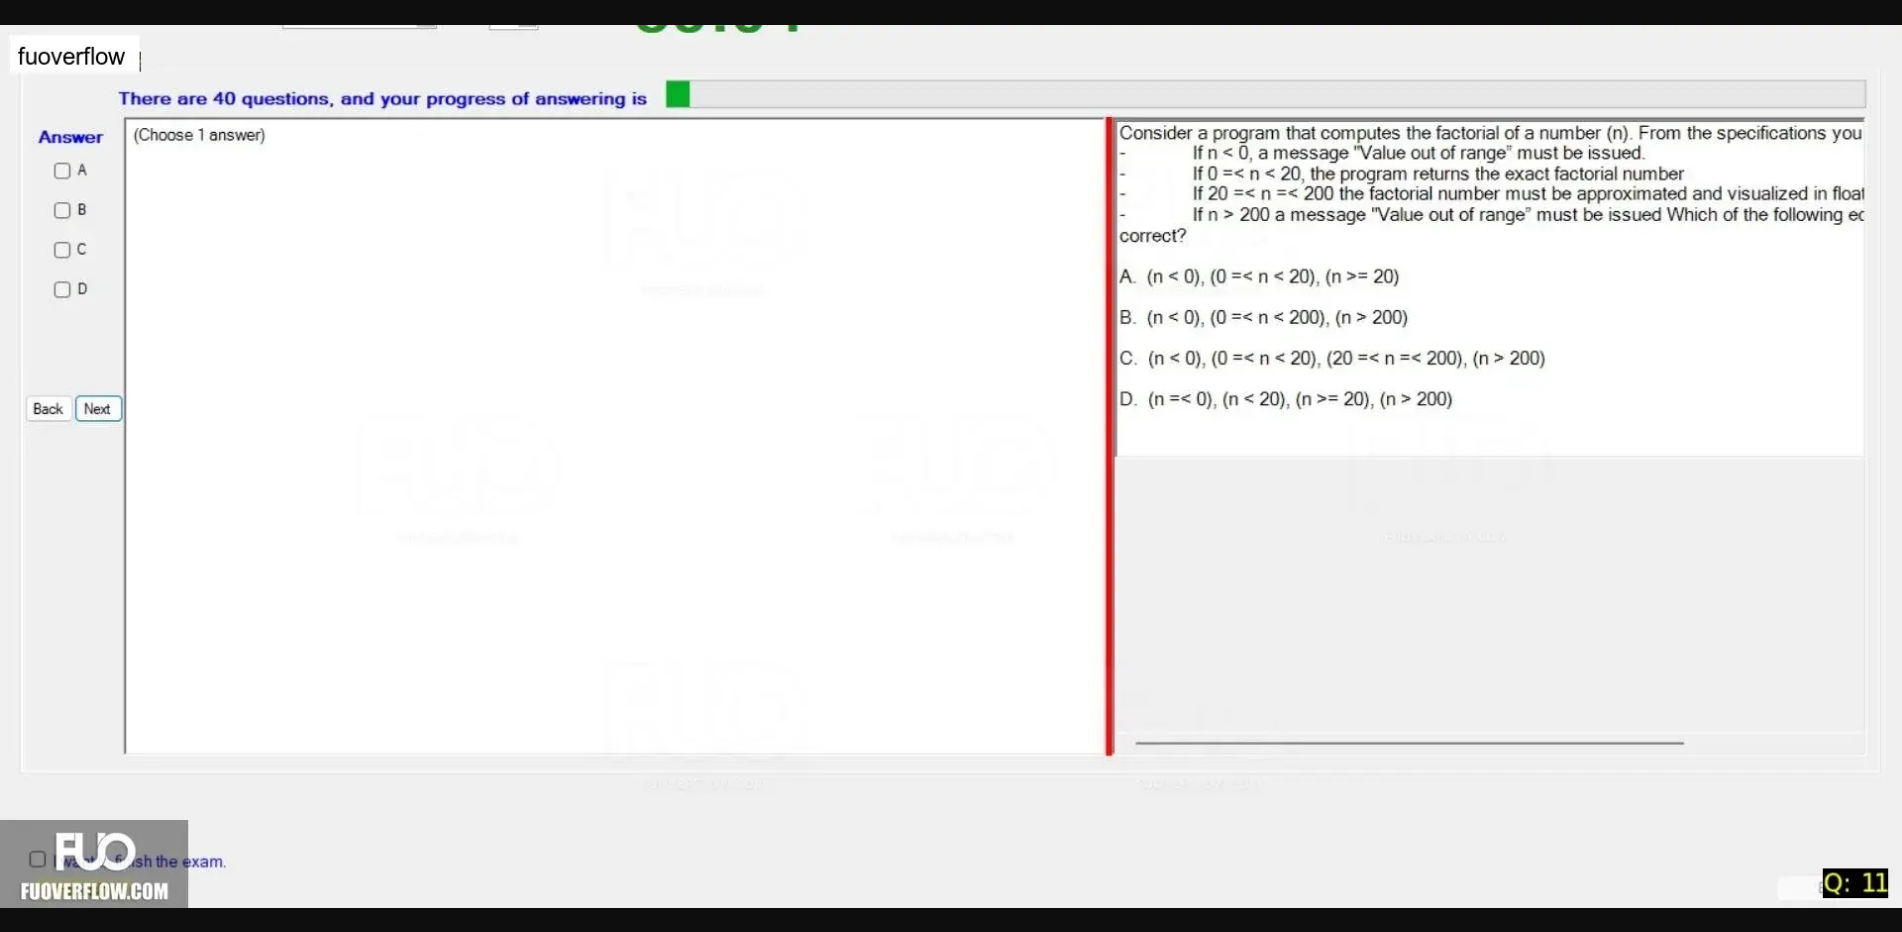 fuoverflow
There are 40 questions, and your progress of answering is
Answer
(Choose 1 answer)
A
B
C
D
Back Next
Consider a program that computes the factorial of a number (n). From the specifications you
- If n < 0, a message "Value out of range" must be issued.
- If 0 =< n < 20, the program returns the exact factorial number
- If 20 =< n =< 200 the factorial number must be approximated and visualized in float
- If n > 200 a message "Value out of range" must be issued Which of the following
correct?
A. (n < 0), (0 =< n < 20), (n >= 20)
B. (n < 0), (0 =< n < 200), (n > 200)
C. (n < 0), (0 =< n < 20), (20 =< n =< 200), (n > 200)
D. (n =< 0), (n < 20), (n >= 20), (n > 200)
the exam.
FUO
FUOVERFLOW.COM
Q: 11